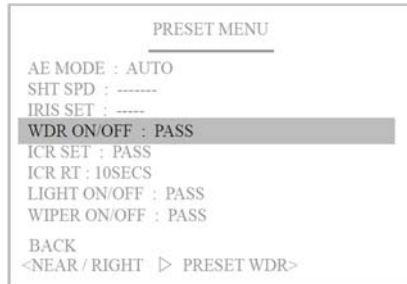 PRESET MENU
AE MODE : AUTO
SHT SPD : -------
IRIS SET : -----
WDR ON/OFF : PASS
ICR SET : PASS
ICR RT : 10SECS
LIGHT ON/OFF : PASS
WIPER ON/OFF : PASS
BACK
<NEAR / RIGHT ▷ PRESET WDR>